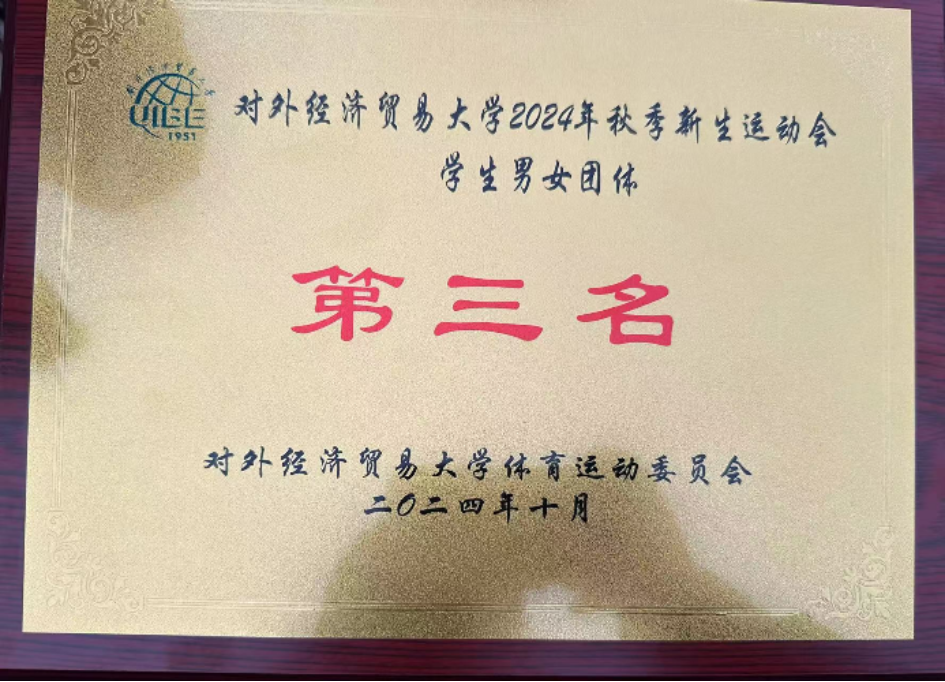 UIBE
1951
对外经济贸易大学2024年秋季新生运动会
学生男女团体
第三名
对外经济贸易大学体育运动委员会
二〇二四年十月